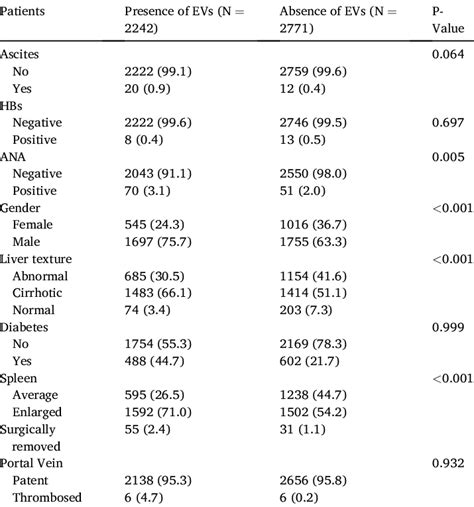 Patients Presence of EVs (N = Absence of EVs (N = P-
2242) 2771) Value
Ascites 0.064
No 2222 (99.1) 2759 (99.6)
Yes 20 (0.9) 12 (0.4)
HBs
Negative 2222 (99.6) 2746 (99.5) 0.697
Positive 8 (0.4) 13 (0.5)
ANA 0.005
Negative 2043 (91.1) 2550 (98.0)
Positive 70 (3.1) 51 (2.0)
Gender <0.001
Female 545 (24.3) 1016 (36.7)
Male 1697 (75.7) 1755 (63.3)
Liver texture <0.001
Abnormal 685 (30.5) 1154 (41.6)
Cirrhotic 1483 (66.1) 1414 (51.1)
Normal 74 (3.4) 203 (7.3)
Diabetes 0.999
No 1754 (55.3) 2169 (78.3)
Yes 488 (44.7) 602 (21.7)
Spleen <0.001
Average 595 (26.5) 1238 (44.7)
Enlarged 1592 (71.0) 1502 (54.2)
Surgically 55 (2.4) 31 (1.1)
removed
Portal Vein 0.932
Patent 2138 (95.3) 2656 (95.8)
Thrombosed 6 (4.7) 6 (0.2)